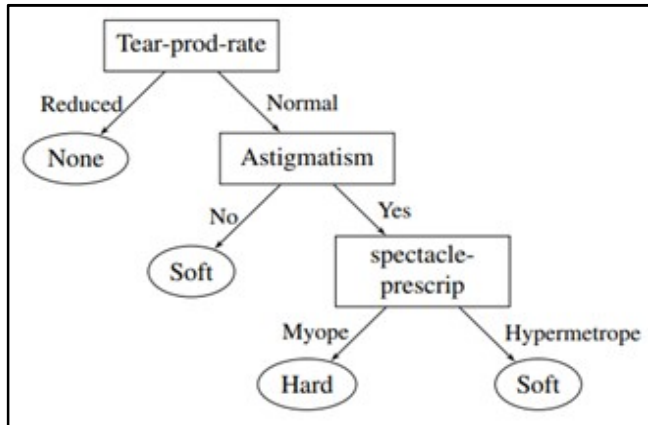 Tear-prod-rate
Reduced
Normal
None
Astigmatism
No
Yes
Soft
spectacle-
prescrip
Myope
Hypermetrope
Hard
Soft